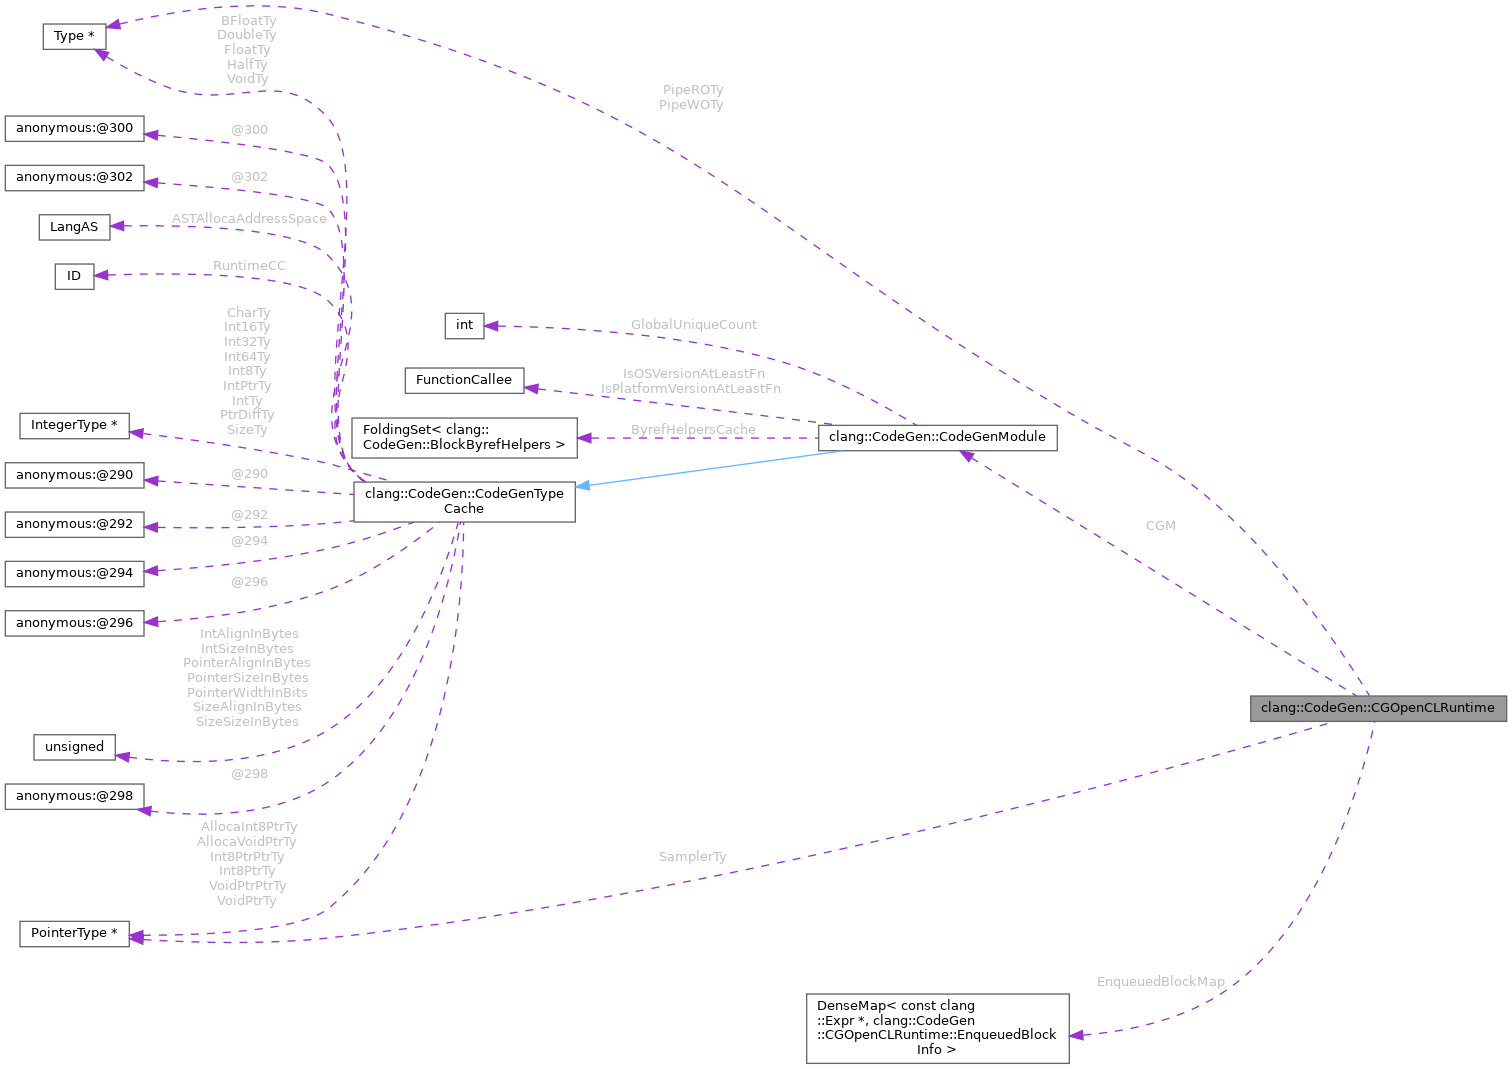 Type *
BFloatTy
DoubleTy
FloatTy
HalfTy
VoidTy
PipeROTy
PipeWOTy
anonymous:@300
@300
anonymous:@302
@302
LangAS
ASTAllocaAddressSpace
ID
RuntimeCC
CharTy
Int16Ty
Int32Ty
Int64Ty
Int8Ty
IntPtrTy
IntTy
PtrDiffTy
SizeTy
int
GlobalUniqueCount
FunctionCallee
IsOSVersionAtLeastFn
IsPlatformVersionAtLeastFn
IntegerType *
FoldingSet< clang::
CodeGen::BlockByrefHelpers >
ByrefHelpersCache
clang::CodeGen::CodeGenModule
anonymous:@290
@290
clang::CodeGen::CodeGenType
Cache
anonymous:@292
@292
@294
anonymous:@294
@296
anonymous:@296
CGM
IntAlignInBytes
IntSizeInBytes
PointerAlignInBytes
PointerSizeInBytes
PointerWidthInBits
SizeAlignInBytes
SizeSizeInBytes
clang::CodeGen::CGOpenCLRuntime
unsigned
@298
anonymous:@298
AllocaInt8PtrTy
AllocaVoidPtrTy
Int8PtrPtrTy
Int8PtrTy
VoidPtrPtrTy
VoidPtrTy
SamplerTy
PointerType *
EnqueuedBlockMap
DenseMap< const clang
::Expr *, clang::CodeGen
::CGOpenCLRuntime::EnqueuedBlock
Info >